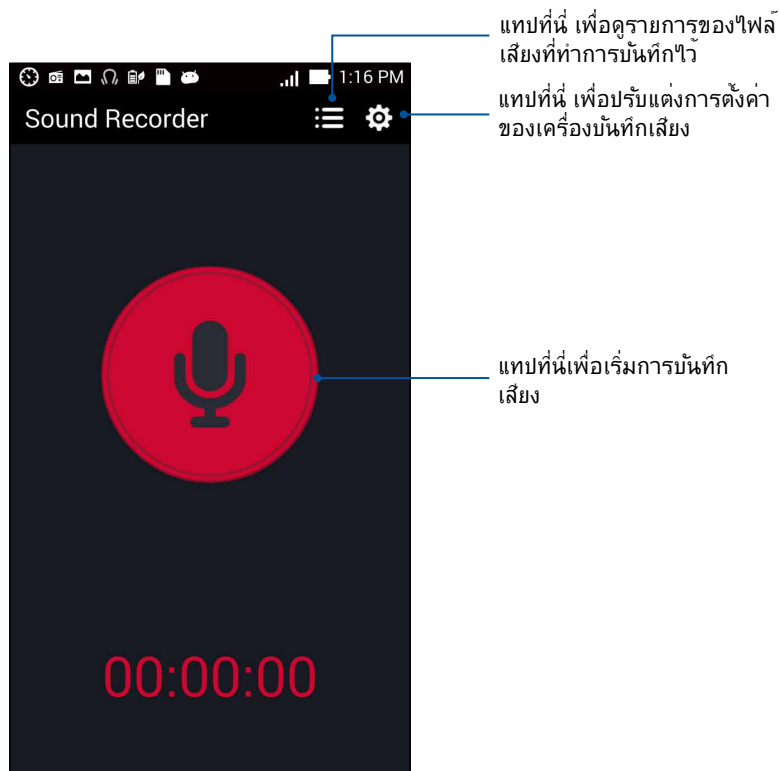 แทปที่นี่ เพื่อดูรายการของไฟล์
เสียงที่ทำการบันทึกไว้
1:16 PM
Sound Recorder
แทปที่นี่ เพื่อปรับแต่งการตั้งค่า
ของเครื่องบันทึกเสียง
แทปที่นี่เพื่อเริ่มการบันทึก
เสียง
00:00:00